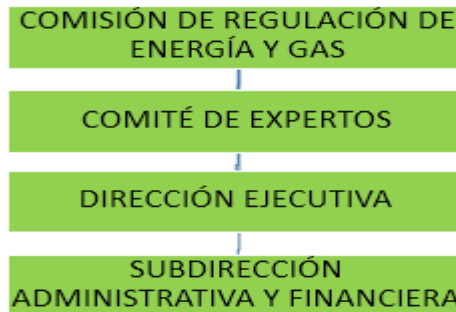 COMISIÓN DE REGULACIÓN DE
ENERGÍA Y GAS
COMITÉ DE EXPERTOS
DIRECCIÓN EJECUTIVA
SUBDIRECCIÓN
ADMINISTRATIVA Y FINANCIERA